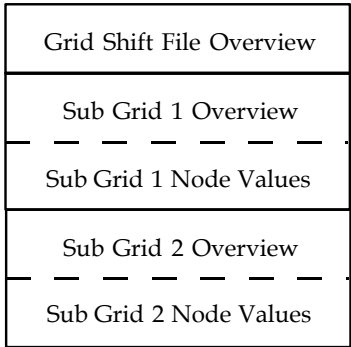 Grid Shift File Overview
Sub Grid 1 Overview
Sub Grid 1 Node Values
Sub Grid 2 Overview
Sub Grid 2 Node Values